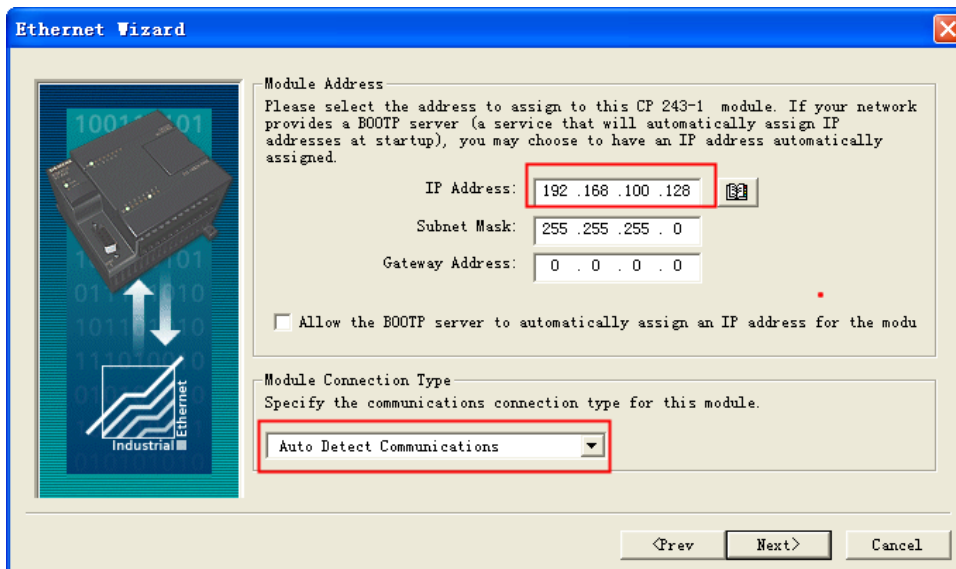 Ethernet Wizard
Module Address
Please select the address to assign to this CP 243-1 module. If your network
provides a BOOTP server (a service that will automatically assign IP
addresses at startup), you may choose to have an IP address automatically
assigned.
IP Address: 192 .168 .100 .128
Subnet Mask: 255 .255 .255 . 0
Gateway Address: 0 . 0 . 0 . 0
Allow the BOOTP server to automatically assign an IP address for the modu
Module Connection Type
Specify the communications connection type for this module.
Auto Detect Communications
Industrial
Ethernet
<Prev
Next>
Cancel